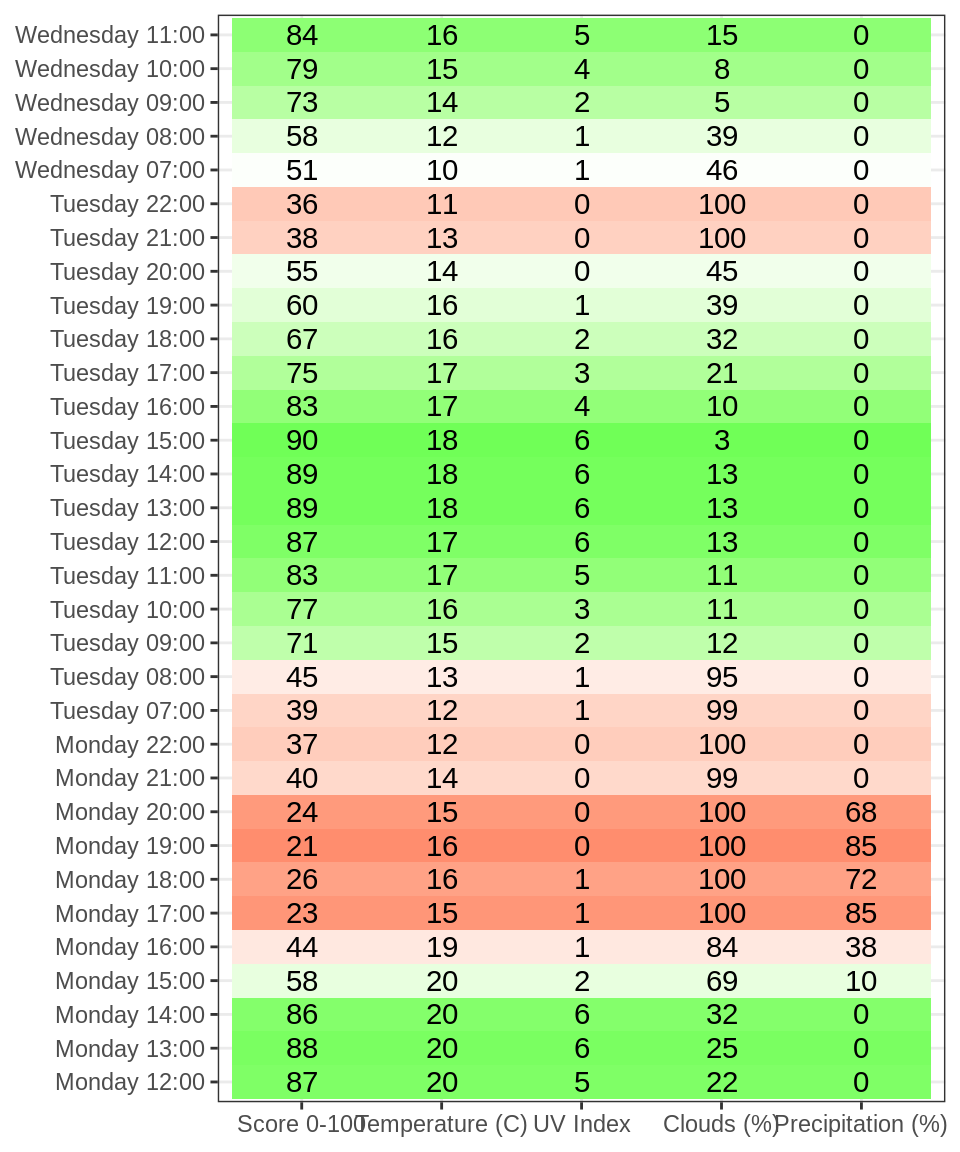 Wednesday 11:00 84 16 5 15 0
Wednesday 10:00 79 15 4 8 0
Wednesday 09:00 73 14 2 5 0
Wednesday 08:00 58 12 1 39 0
Wednesday 07:00 51 10 1 46 0
Tuesday 22:00 36 11 0 100 0
Tuesday 21:00 38 13 0 100 0
Tuesday 20:00 55 14 0 45 0
Tuesday 19:00 60 16 1 39 0
Tuesday 18:00 67 16 2 32 0
Tuesday 17:00 75 17 3 21 0
Tuesday 16:00 83 17 4 10 0
Tuesday 15:00 90 18 6 3 0
Tuesday 14:00 89 18 6 13 0
Tuesday 13:00 89 18 6 13 0
Tuesday 12:00 87 17 6 13 0
Tuesday 11:00 83 17 5 11 0
Tuesday 10:00 77 16 3 11 0
Tuesday 09:00 71 15 2 12 0
Tuesday 08:00 45 13 1 95 0
Tuesday 07:00 39 12 1 99 0
Monday 22:00 37 12 0 100 0
Monday 21:00 40 14 0 99 0
Monday 20:00 24 15 0 100 68
Monday 19:00 21 16 0 100 85
Monday 18:00 26 16 1 100 72
Monday 17:00 23 15 1 100 85
Monday 16:00 44 19 1 84 38
Monday 15:00 58 20 2 69 10
Monday 14:00 86 20 6 32 0
Monday 13:00 88 20 6 25 0
Monday 12:00 87 20 5 22 0
Score 0-100 Temperature (C) UV Index Clouds (%) Precipitation (%)